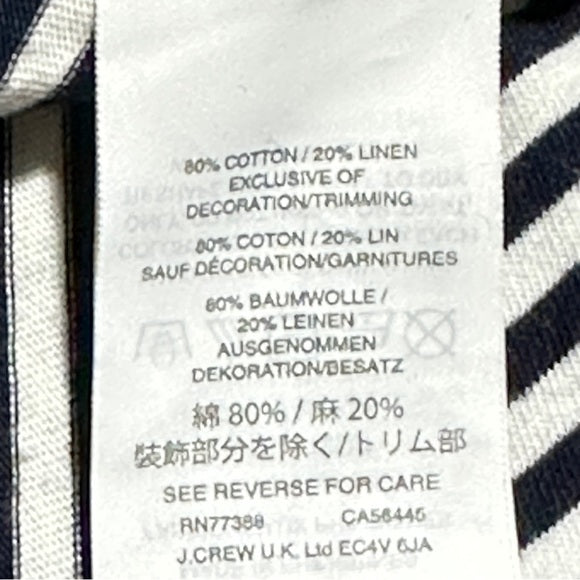 80% COTTON / 20% LINEN
EXCLUSIVE OF
DECORATION/TRIMMING
80% COTON / 20% LIN
SAUF DÉCORATION/GARNITURES
80% BAUMWOLLE /
20% LEINEN
AUSGENOMMEN
DEKORATION/BESATZ
綿 80% / 麻 20%
装飾部分を除く/トリム部
SEE REVERSE FOR CARE
RN77388 CA56445
J.CREW U.K. Ltd EC4V 6JA